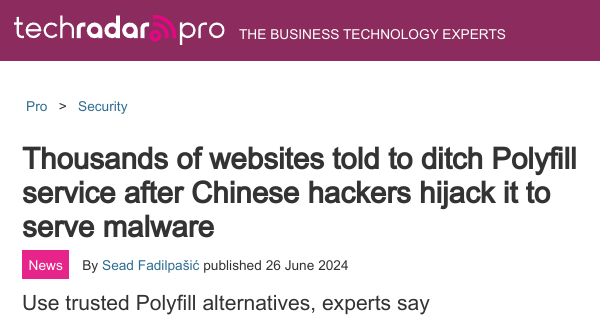 techradar pro THE BUSINESS TECHNOLOGY EXPERTS
Pro > Security
Thousands of websites told to ditch Polyfill
service after Chinese hackers hijack it to
serve malware
News By Sead Fadilpašić published 26 June 2024
Use trusted Polyfill alternatives, experts say